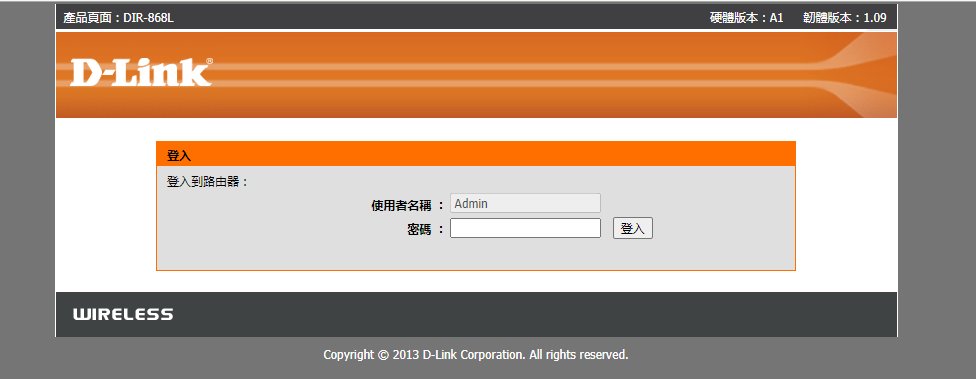 產品頁面：DIR-868L 硬體版本：A1 韌體版本：1.09
D-Link®
登入
登入到路由器：
使用者名稱 ： Admin
密碼 ： 登入
WIRELESS
Copyright © 2013 D-Link Corporation. All rights reserved.